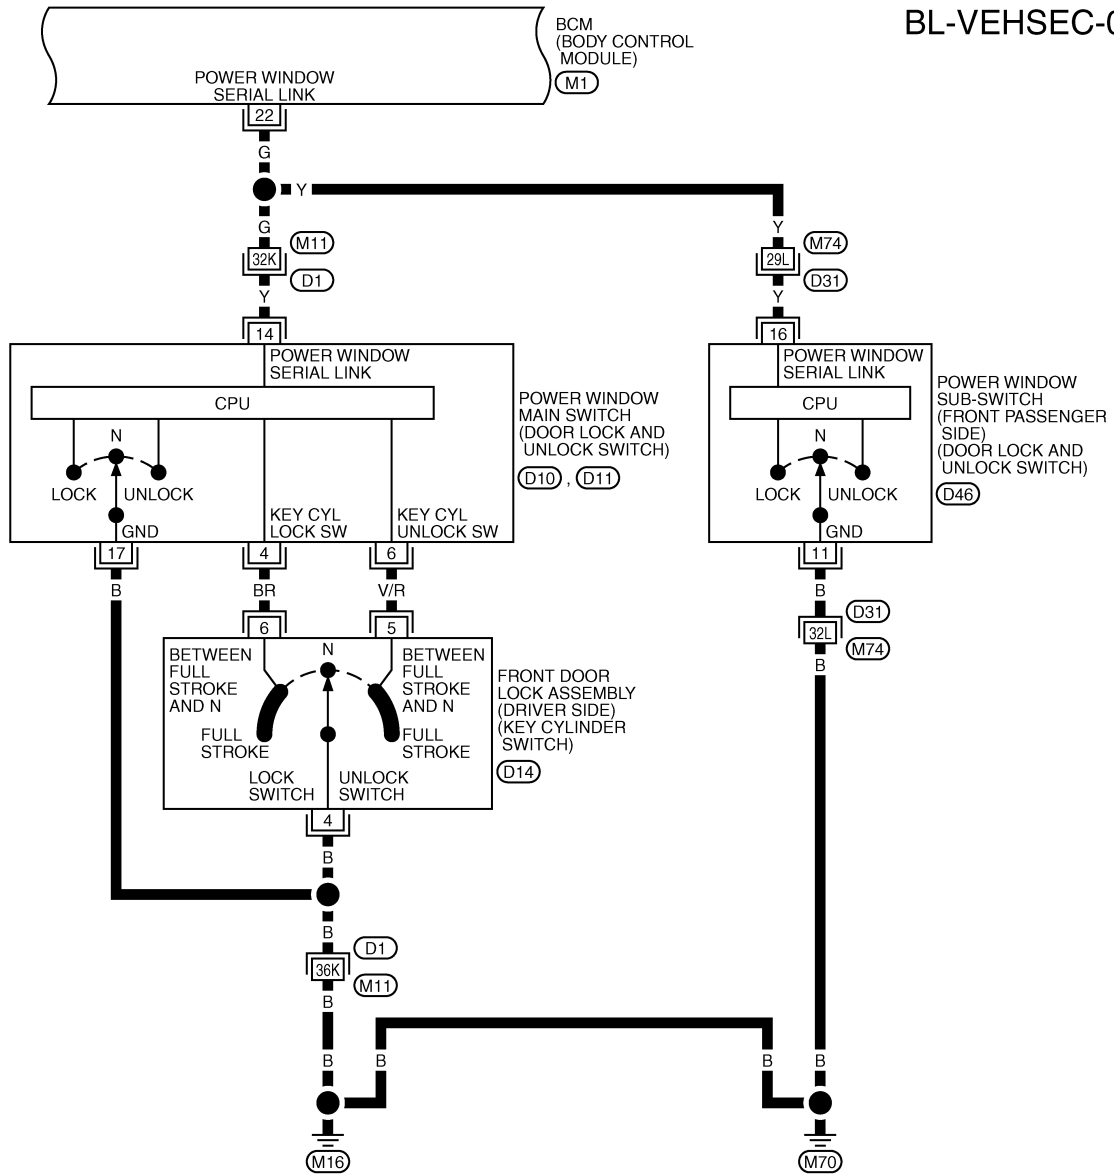 BL-VEHSEC-0
BCM
(BODY CONTROL
MODULE)
M1
POWER WINDOW
SERIAL LINK
22
G
Y
G
Y
M11
M74
32K
29L
D1
D31
Y
Y
14
16
POWER WINDOW
SERIAL LINK
CPU
N
LOCK
UNLOCK
GND
KEY CYL
LOCK SW
KEY CYL
UNLOCK SW
POWER WINDOW
MAIN SWITCH
(DOOR LOCK AND
UNLOCK SWITCH)
D10 , D11
POWER WINDOW
SERIAL LINK
CPU
N
LOCK
UNLOCK
GND
POWER WINDOW
SUB-SWITCH
(FRONT PASSENGER
SIDE)
(DOOR LOCK AND
UNLOCK SWITCH)
D46
17
4
6
11
B
BR
V/R
B
6
5
D31
32L
M74
B
N
BETWEEN
FULL
STROKE
AND N
BETWEEN
FULL
STROKE
AND N
FULL
STROKE
FULL
STROKE
LOCK
SWITCH
UNLOCK
SWITCH
FRONT DOOR
LOCK ASSEMBLY
(DRIVER SIDE)
(KEY CYLINDER
SWITCH)
D14
4
B
B
D1
36K
M11
B
B
B
B
B
M16
M70